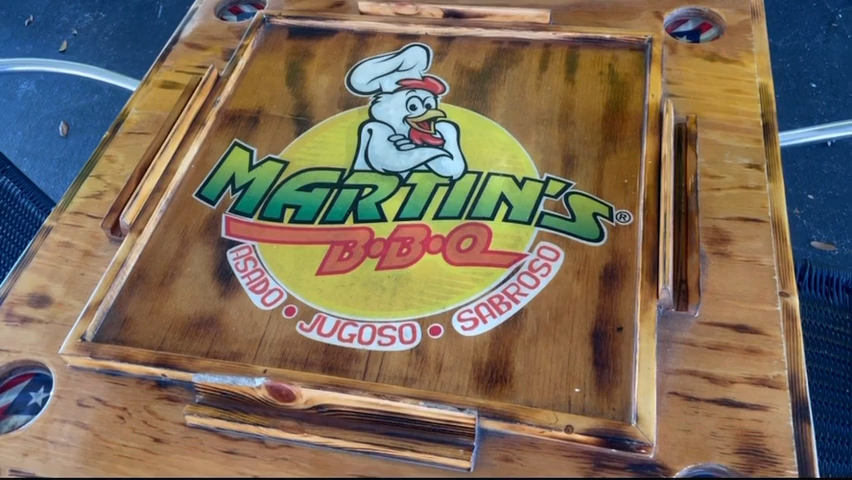 MARTIN'S®
B•B•Q
ASADO • JUGOSO • SABROSO